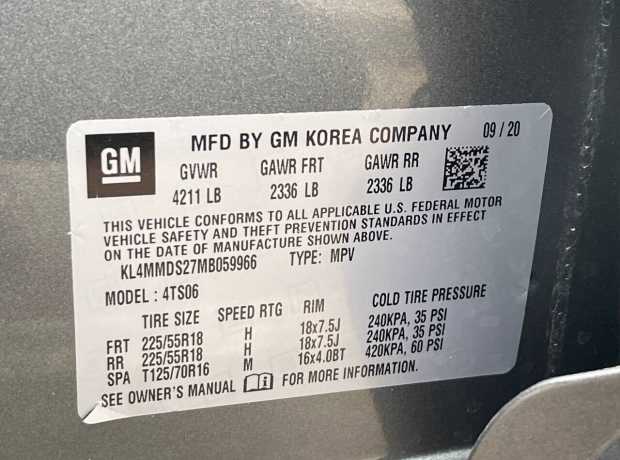 GM
MFD BY GM KOREA COMPANY 09/20
GVWR GAWR FRT GAWR RR
4211 LB 2336 LB 2336 LB
THIS VEHICLE CONFORMS TO ALL APPLICABLE U.S. FEDERAL MOTOR
VEHICLE SAFETY AND THEFT PREVENTION STANDARDS IN EFFECT
ON THE DATE OF MANUFACTURE SHOWN ABOVE.
KL4MMDS27MB059966 TYPE: MPV
MODEL: 4TS06
TIRE SIZE SPEED RTG RIM COLD TIRE PRESSURE
FRT 225/55R18 H 18x7.5J 240KPA, 35 PSI
RR 225/55R18 H 18x7.5J 240KPA, 35 PSI
SPA T125/70R16 M 16x4.0BT 420KPA, 60 PSI
SEE OWNER'S MANUAL FOR MORE INFORMATION.